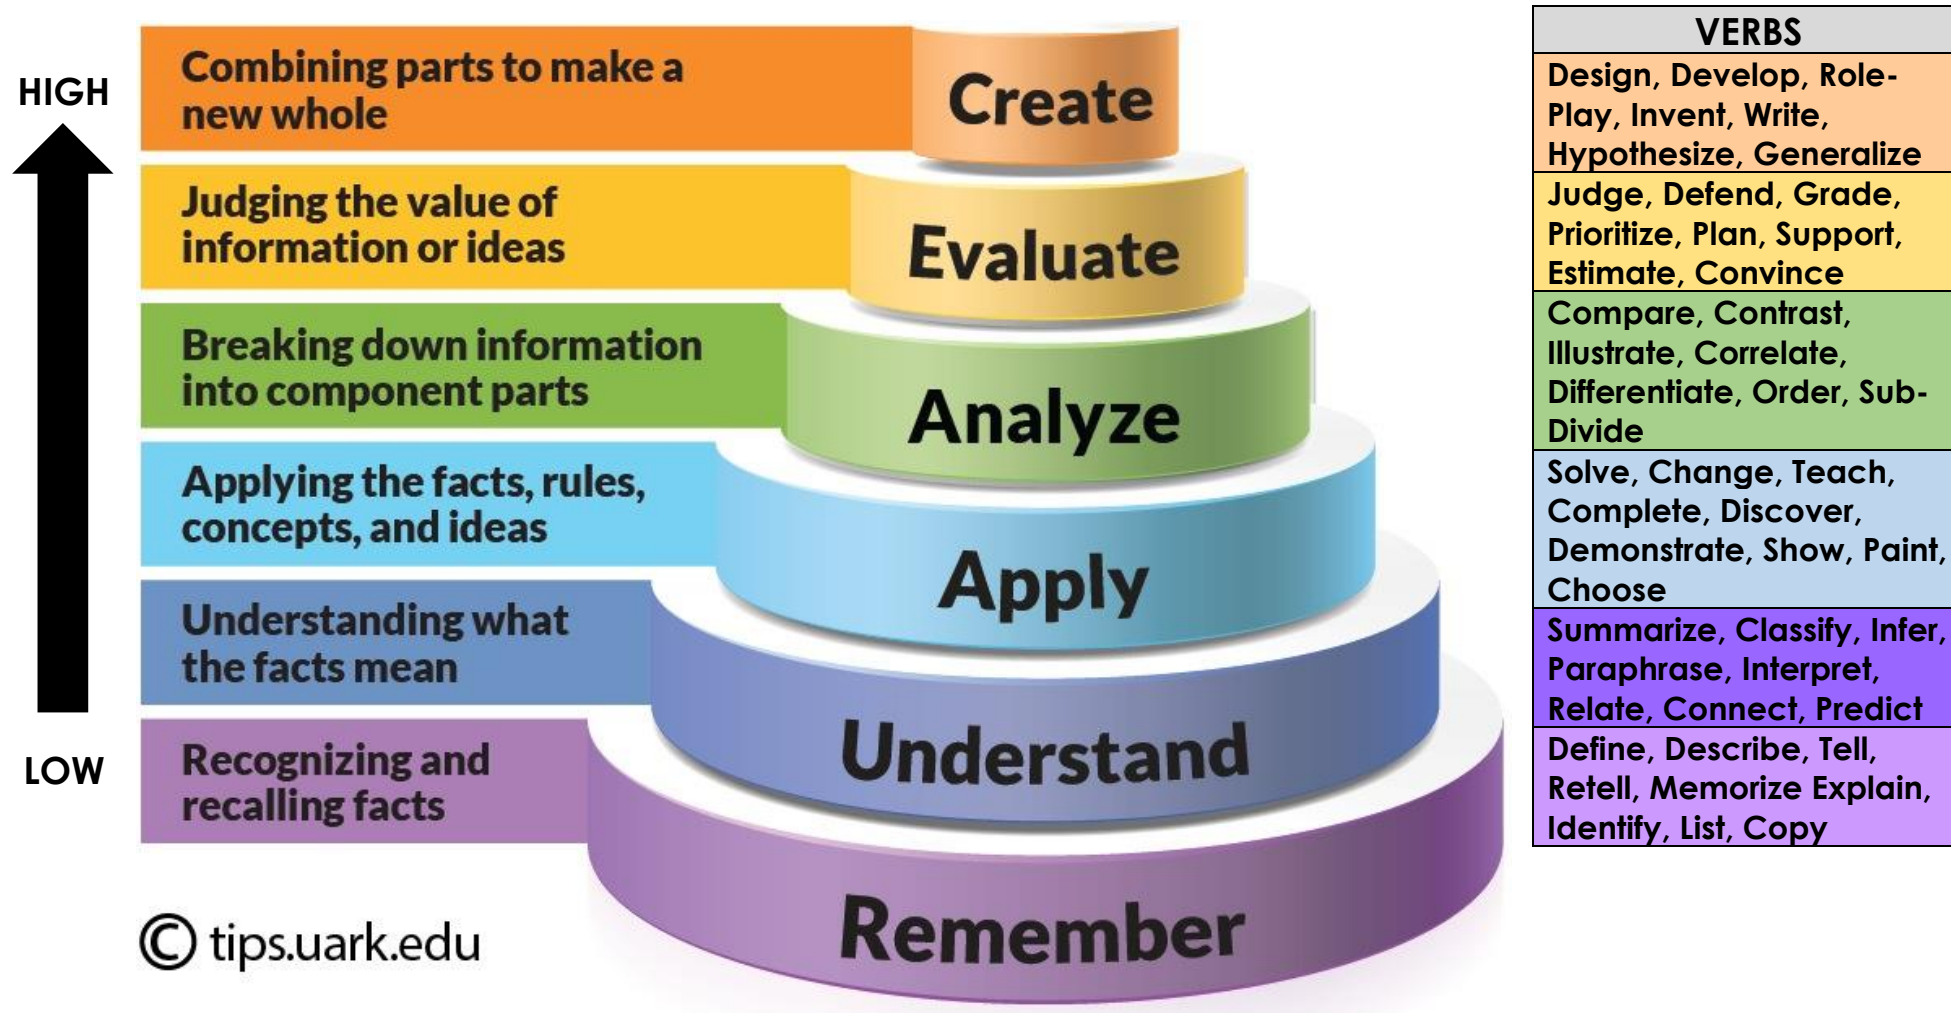 HIGH
LOW
Combining parts to make a
new whole
Create
Judging the value of
information or ideas
Evaluate
Breaking down information
into component parts
Analyze
Applying the facts, rules,
concepts, and ideas
Apply
Understanding what
the facts mean
Understand
Recognizing and
recalling facts
Remember
© tips.uark.edu
VERBS
Design, Develop, Role-
Play, Invent, Write,
Hypothesize, Generalize
Judge, Defend, Grade,
Prioritize, Plan, Support,
Estimate, Convince
Compare, Contrast,
Illustrate, Correlate,
Differentiate, Order, Sub-
Divide
Solve, Change, Teach,
Complete, Discover,
Demonstrate, Show, Paint,
Choose
Summarize, Classify, Infer,
Paraphrase, Interpret,
Relate, Connect, Predict
Define, Describe, Tell,
Retell, Memorize Explain,
Identify, List, Copy